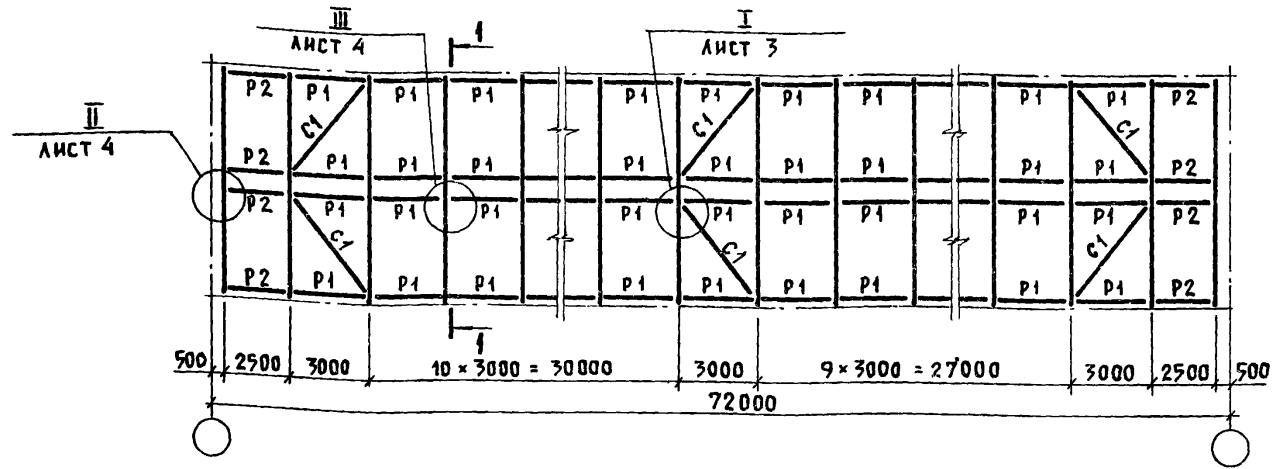 III
ЛИСТ 4
1
I
ЛИСТ 3
II
ЛИСТ 4
Р2 Р1 Р1 Р1 Р1 Р1 Р1 Р1 Р1 Р1 Р2
С1 С1 С1
Р2 Р1 Р1 Р1 Р1 Р1 Р1 Р1 Р1 Р1 Р2
Р2 Р1 Р1 Р1 Р1 Р1 Р1 Р1 Р1 Р1 Р2
С1 С1 С1
Р2 Р1 Р1 Р1 Р1 Р1 Р1 Р1 Р1 Р1 Р2
1
500 2500 3000 10 × 3000 = 30000 3000 9 × 3000 = 27000 3000 2500 500
72000